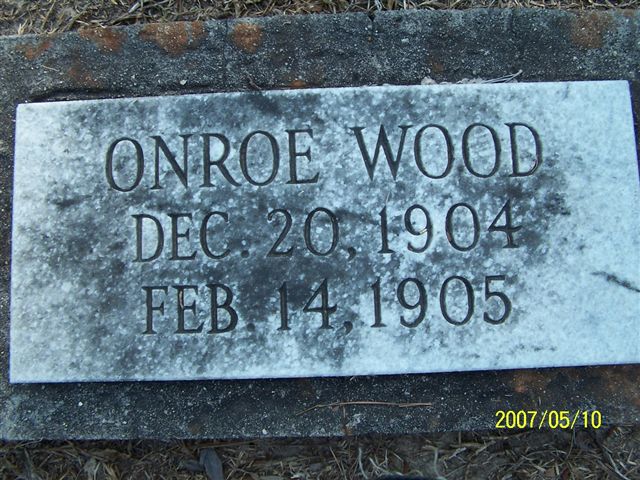 ONROE WOOD
DEC. 20, 1904
FEB. 14, 1905
2007/05/10